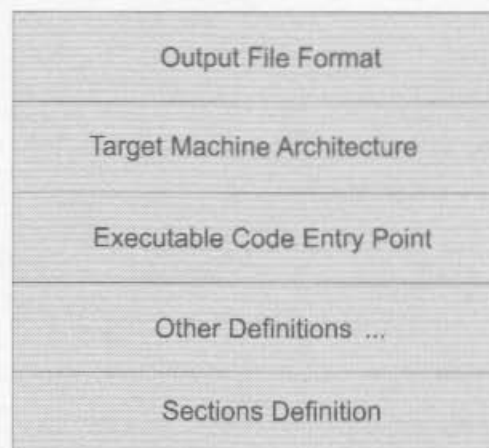 Output File Format
Target Machine Architecture
Executable Code Entry Point
Other Definitions ...
Sections Definition